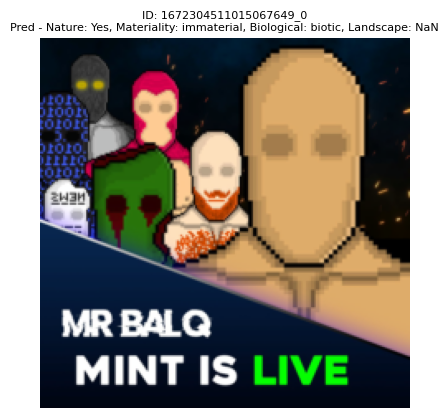 ID: 1672304511015067649_0
Pred - Nature: Yes, Materiality: immaterial, Biological: biotic, Landscape: NaN
MR BALQ
MINT IS LIVE